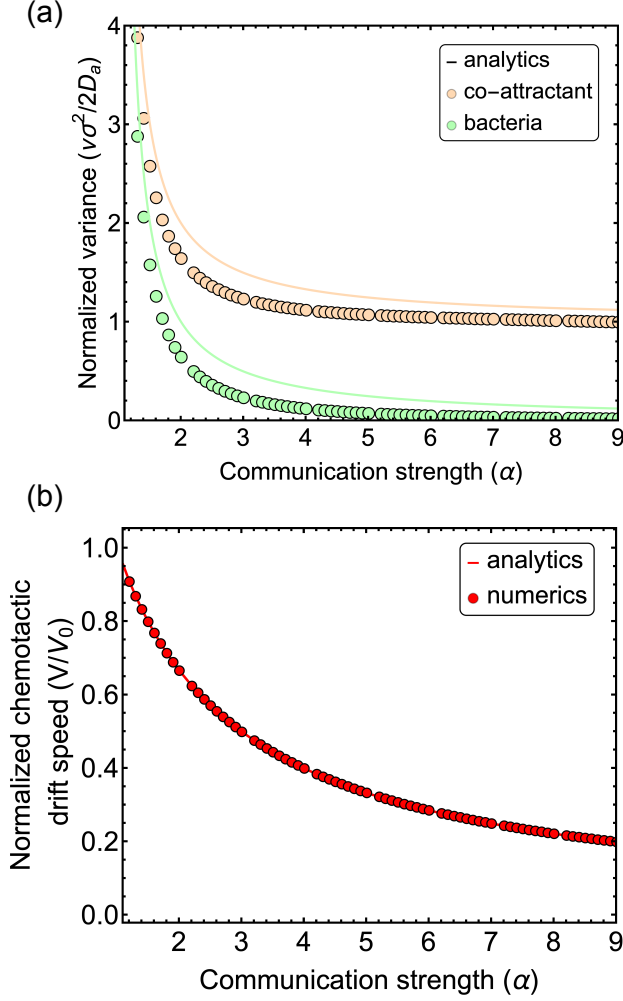 (a)
Normalized variance (νσ²/2Dₐ)
4
3
2
1
0
– analytics
co–attractant
bacteria
2 3 4 5 6 7 8 9
Communication strength (α)
(b)
Normalized chemotactic
drift speed (V/V₀)
1.0
0.8
0.6
0.4
0.2
0.0
– analytics
numerics
2 3 4 5 6 7 8 9
Communication strength (α)